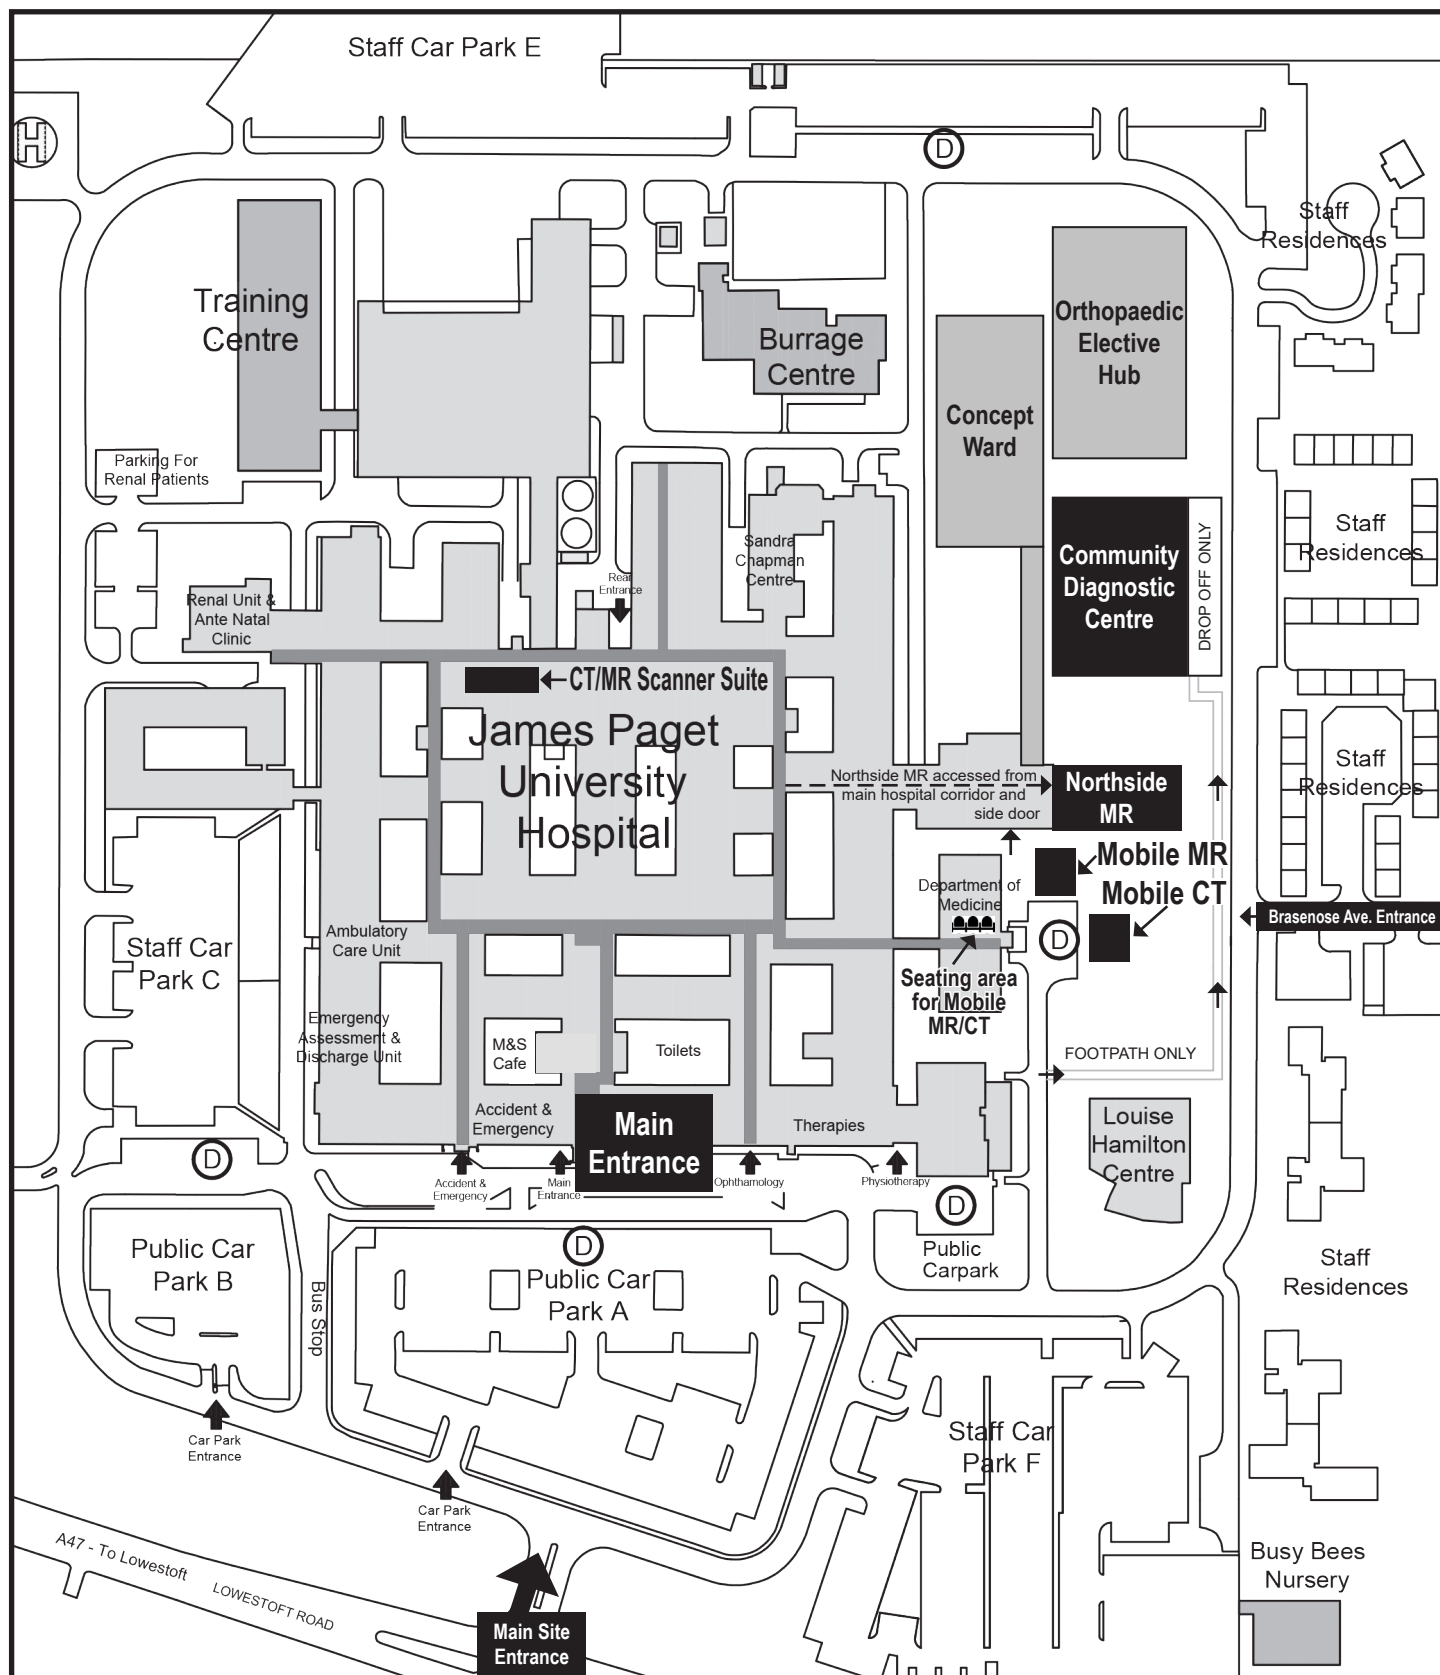 Staff Car Park E
H
D
Staff
Residences
Training
Centre
Burrage
Centre
Orthopaedic
Elective
Hub
Concept
Ward
Parking For
Renal Patients
Sandra
Chapman
Centre
Community
Diagnostic
Centre
DROP OFF ONLY
Staff
Residences
Rear
Entrance
Renal Unit &
Ante Natal
Clinic
CT/MR Scanner Suite
James Paget
University
Hospital
Northside MR accessed from
main hospital corridor and
side door
Northside
MR
Staff
Residences
Mobile MR
Mobile CT
Department of
Medicine
Brasenose Ave. Entrance
D
Seating area
for Mobile
MR/CT
Ambulatory
Care Unit
Staff Car
Park C
Emergency
Assessment &
Discharge Unit
M&S
Cafe
Toilets
FOOTPATH ONLY
Accident &
Emergency
Main
Entrance
Therapies
Louise
Hamilton
Centre
D
Accident &
Emergency
Main
Entrance
Ophthamology
Physiotherapy
D
Public Car
Park B
Bus Stop
D
Public Car
Park A
Public
Carpark
Staff
Residences
Car Park
Entrance
Car Park
Entrance
Staff Car
Park F
A47 - To Lowestoft
LOWESTOFT ROAD
Main Site
Entrance
Busy Bees
Nursery